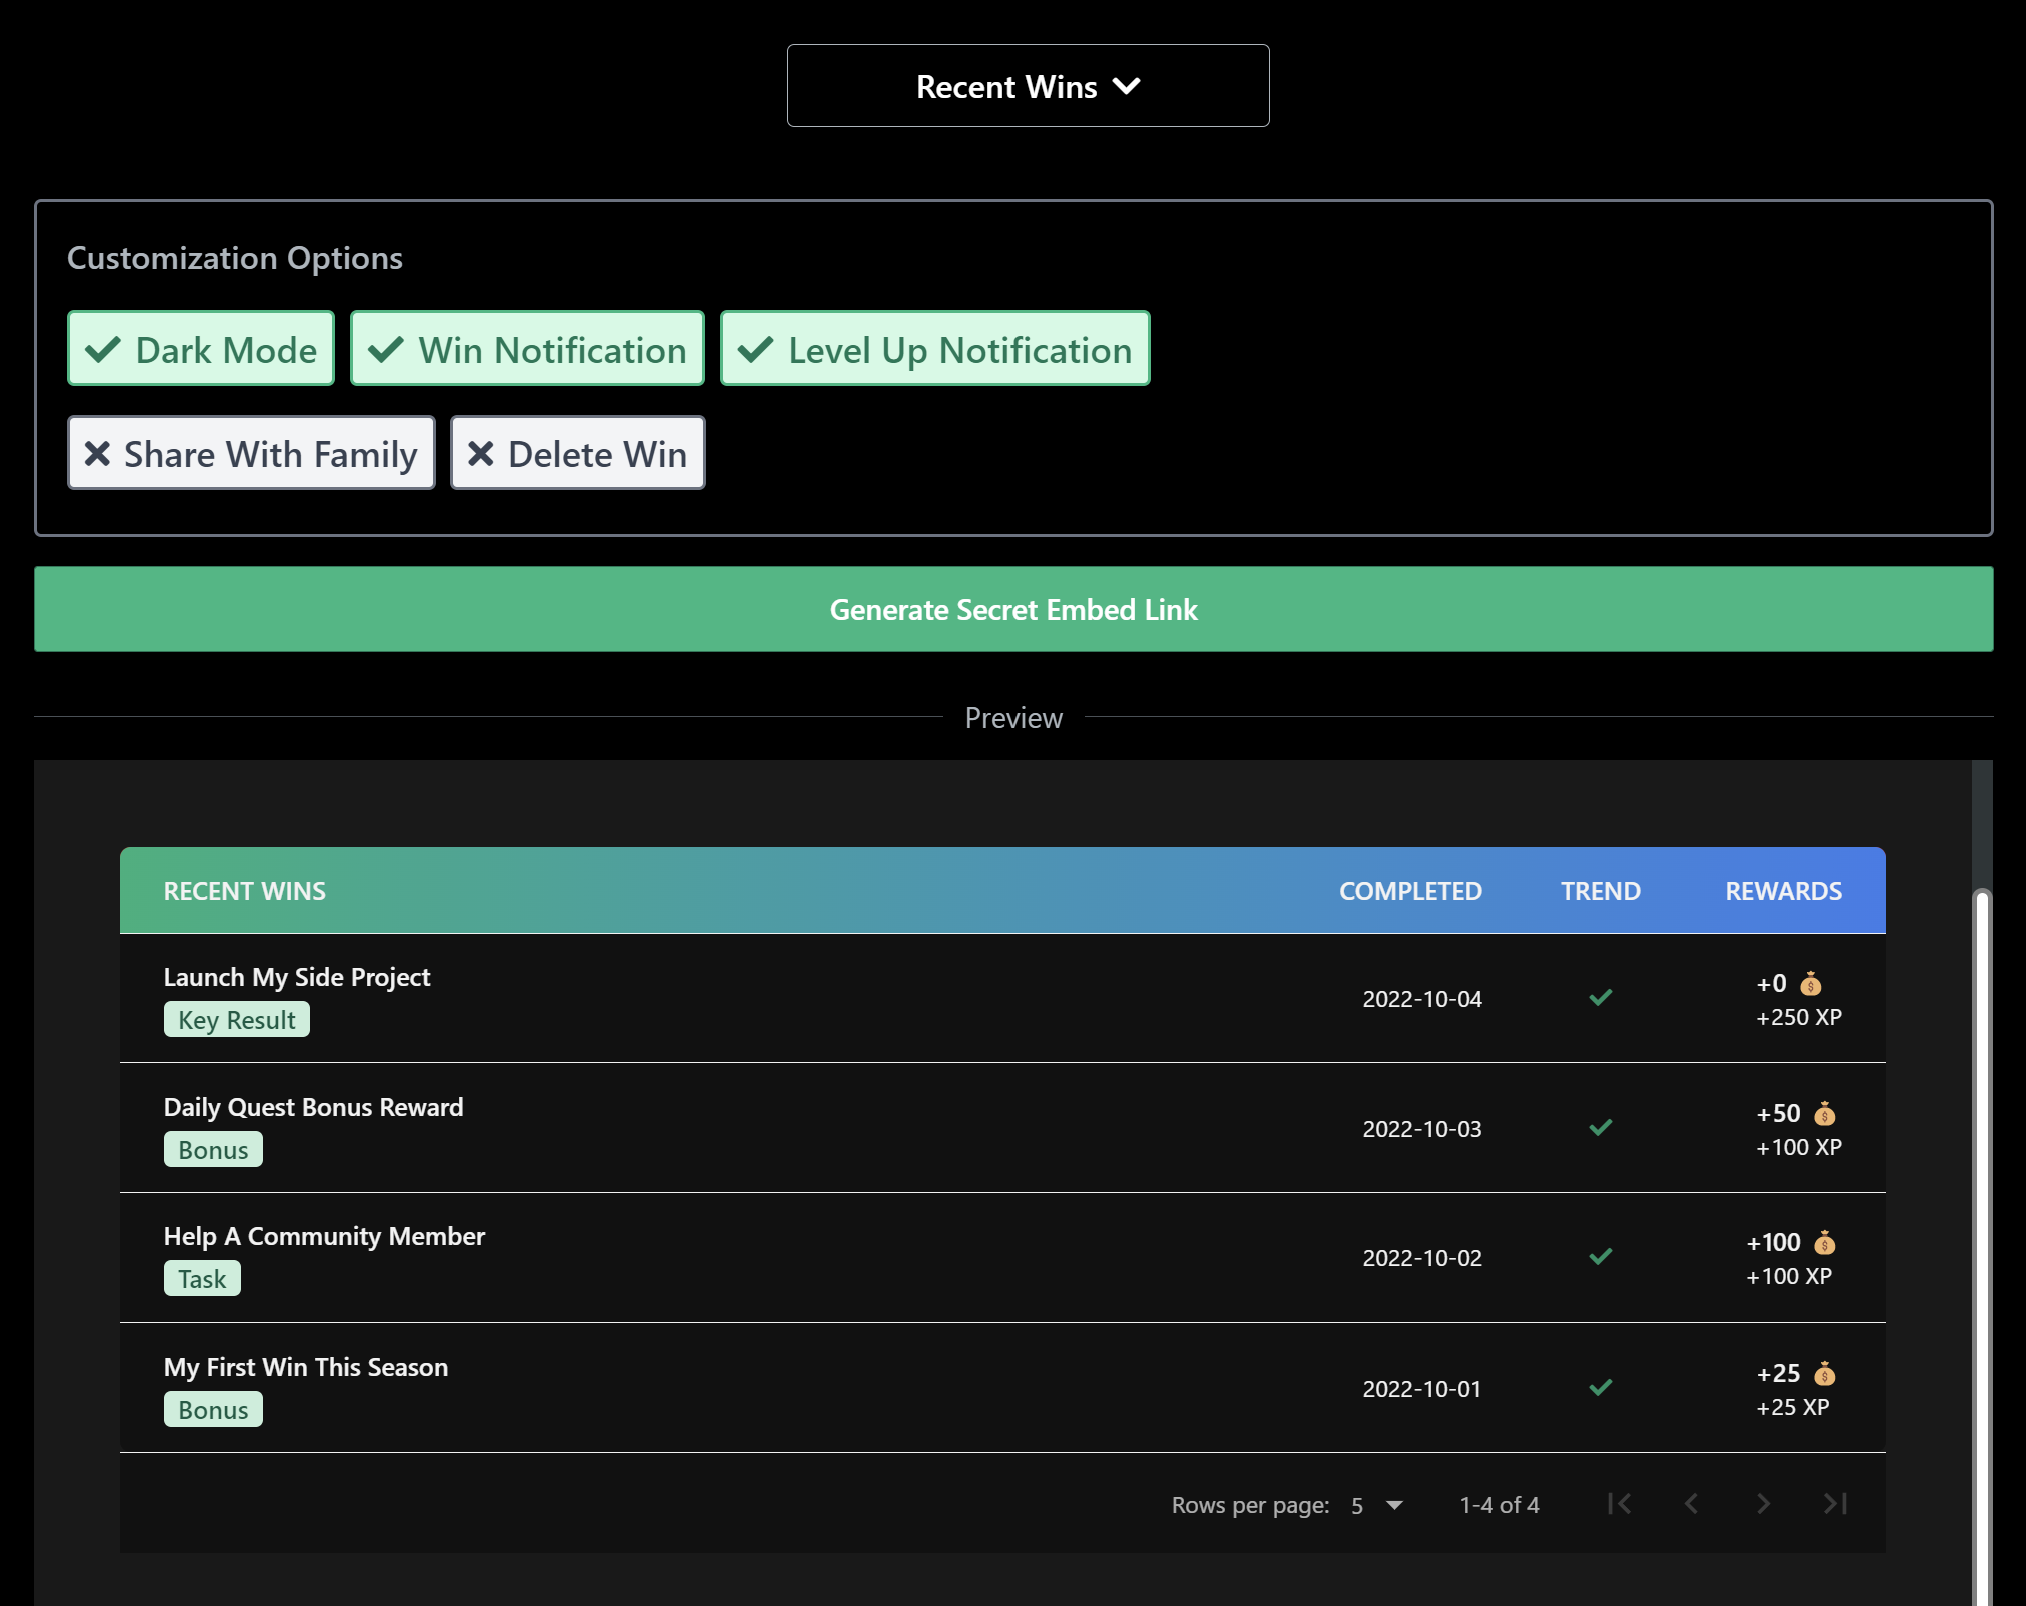 Recent Wins
Customization Options
Dark Mode
Win Notification
Level Up Notification
Share With Family
Delete Win
Generate Secret Embed Link
Preview
RECENT WINS COMPLETED TREND REWARDS
Launch My Side Project
Key Result
2022-10-04
+0
+250 XP
Daily Quest Bonus Reward
Bonus
2022-10-03
+50
+100 XP
Help A Community Member
Task
2022-10-02
+100
+100 XP
My First Win This Season
Bonus
2022-10-01
+25
+25 XP
Rows per page: 5 1-4 of 4